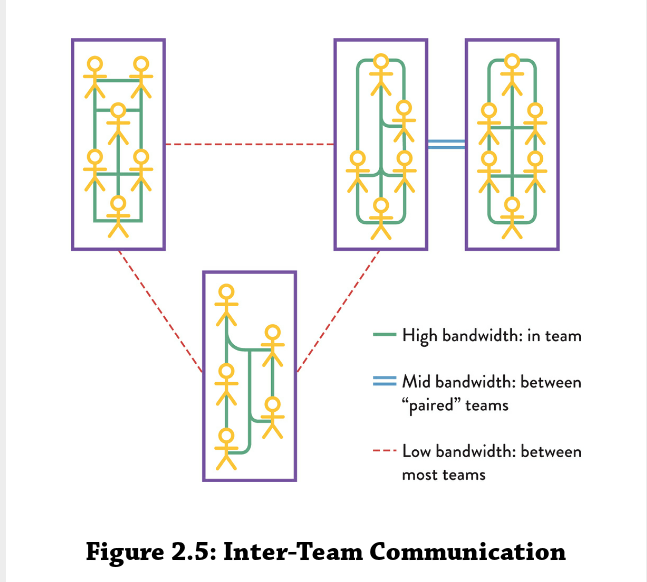 High bandwidth: in team
Mid bandwidth: between
“paired” teams
Low bandwidth: between
most teams
Figure 2.5: Inter-Team Communication